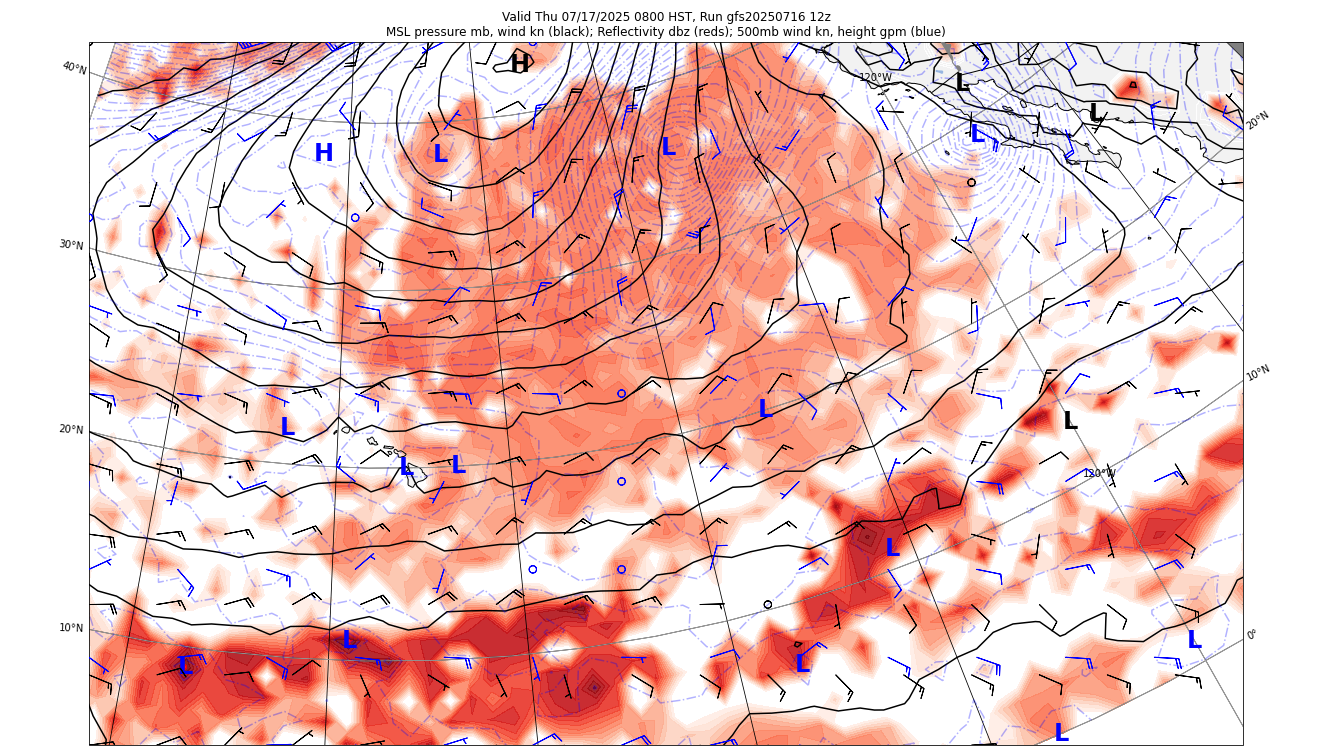 Valid Thu 07/17/2025 0800 HST, Run gfs20250716 12z
MSL pressure mb, wind kn (black); Reflectivity dbz (reds); 500mb wind kn, height gpm (blue)
40°N
H
120°W
L
L
20°N
H
L
L
L
30°N
10°N
20°N
L
L
L
L
L
120°W
L
10°N
0°
L
L
L
L
L